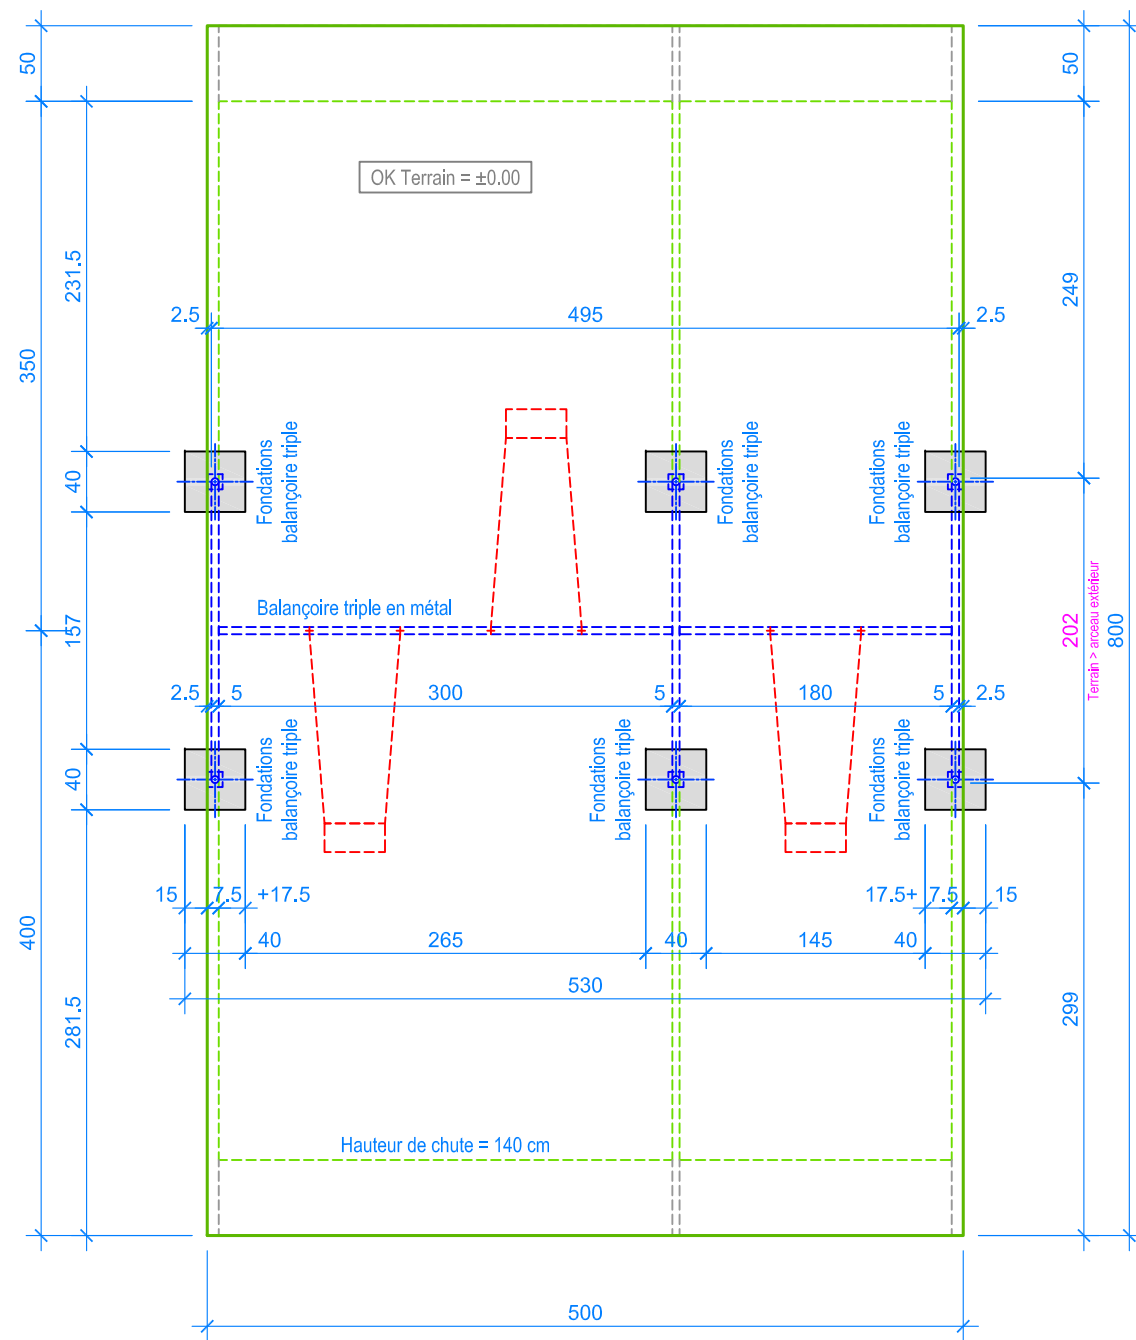 50
50
OK Terrain = ±0.00
231.5
249
2.5
495
2.5
350
Fondations
balançoire triple
Fondations
balançoire triple
Fondations
balançoire triple
40
Balançoire triple en métal
157
202
Terrain > arceau extérieur
800
2.5
5
300
5
180
5
2.5
Fondations
balançoire triple
Fondations
balançoire triple
Fondations
balançoire triple
40
15
7.5
+17.5
17.5+
7.5
15
400
40
265
40
145
40
530
281.5
299
Hauteur de chute = 140 cm
500